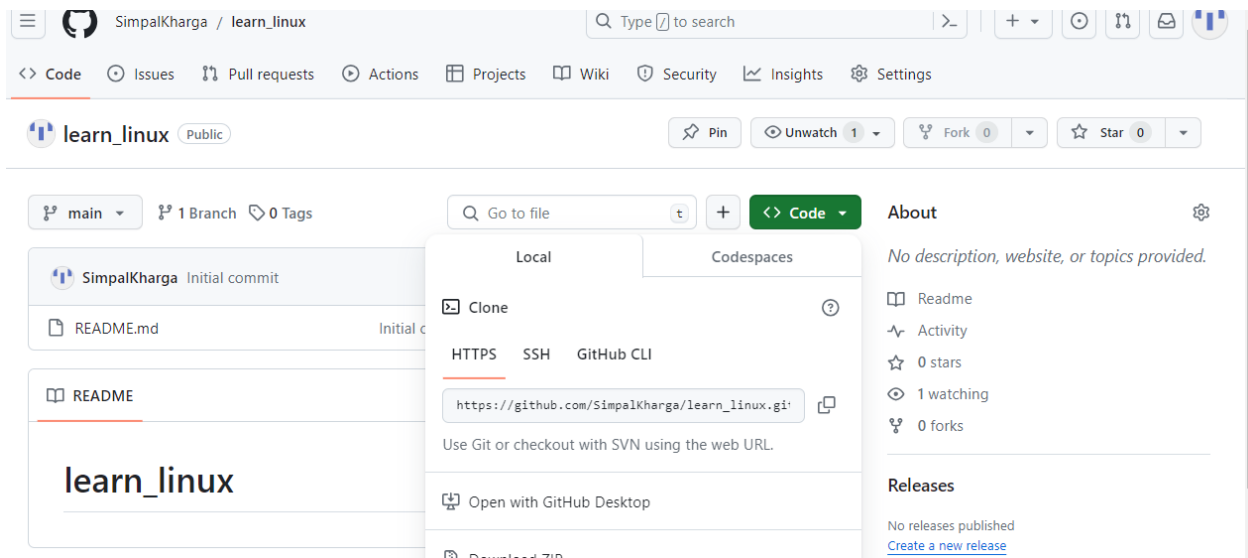 SimpalKharga / learn_linux
Type / to search
Code Issues Pull requests Actions Projects Wiki Security Insights Settings
learn_linux Public
Pin Unwatch 1 Fork 0 Star 0
main 1 Branch 0 Tags
Go to file t + Code
Local Codespaces
SimpalKharga Initial commit
README.md Initial
Clone
HTTPS SSH GitHub CLI
https://github.com/SimpalKharga/learn_linux.git
Use Git or checkout with SVN using the web URL.
Open with GitHub Desktop
Download ZIP
README
learn_linux
About
No description, website, or topics provided.
Readme
Activity
0 stars
1 watching
0 forks
Releases
No releases published
Create a new release